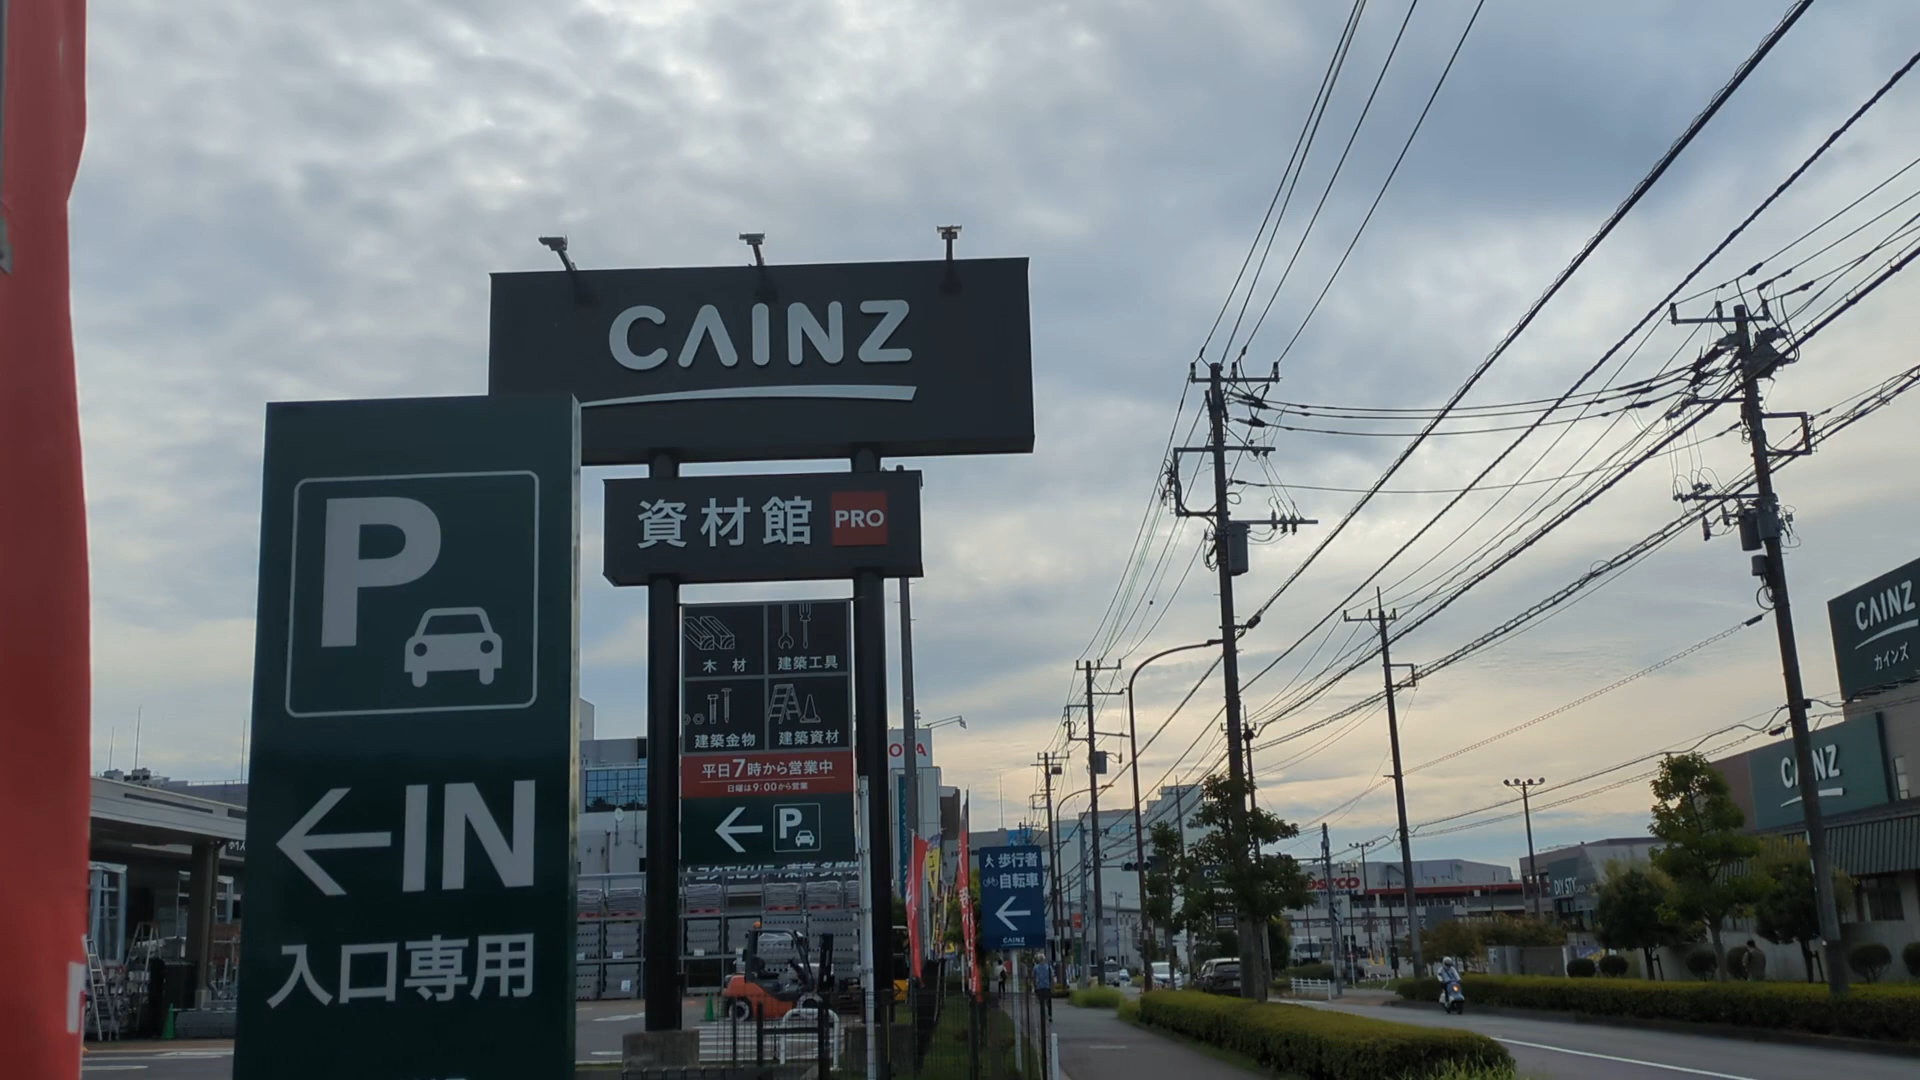 CAINZ
資材館 PRO
木材
建築工具
建築金物
建築資材
平日7時から営業中
日曜は9:00から営業
P
P
←IN
入口専用
歩行者
自転車
CAINZ
CAINZ
カインズ
CAINZ
DIY STY